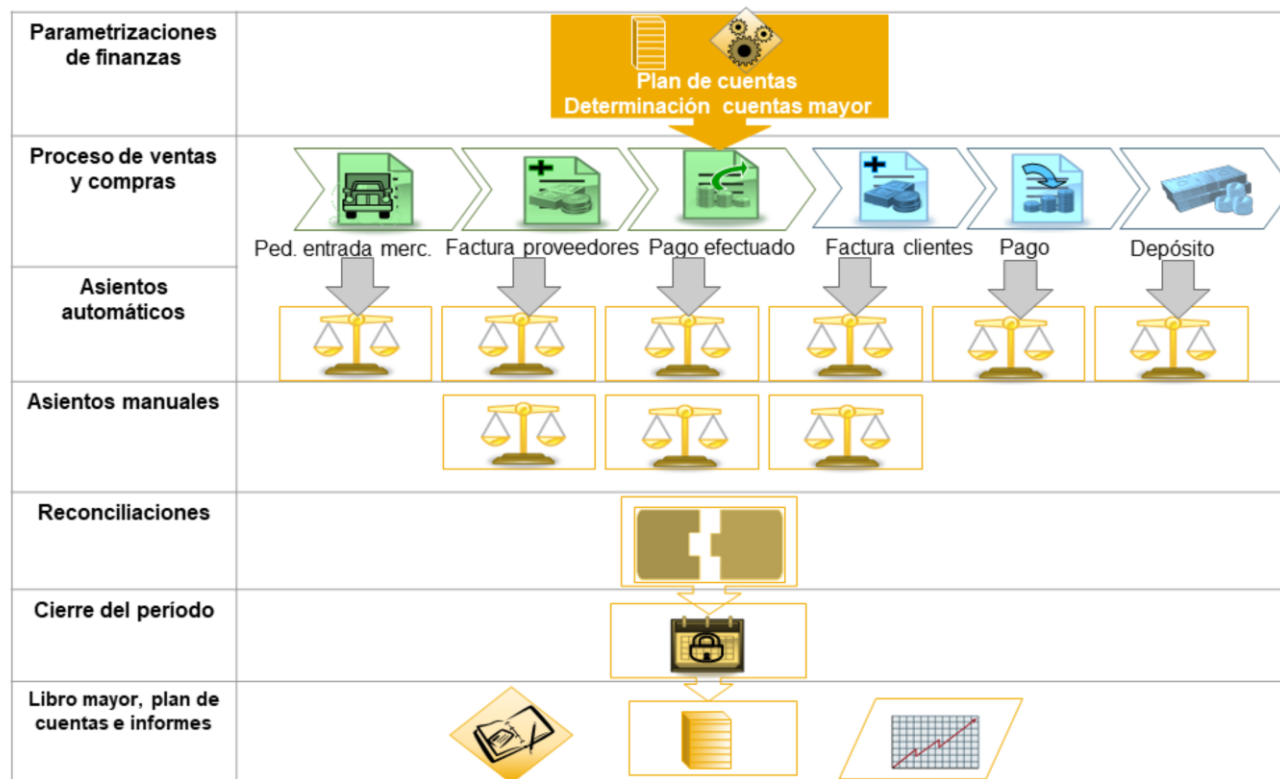 Parametrizaciones
de finanzas
Plan de cuentas
Determinación cuentas mayor
Proceso de ventas
y compras
Ped. entrada merc.
Factura proveedores
Pago efectuado
Factura clientes
Pago
Depósito
Asientos
automáticos
Asientos manuales
Reconciliaciones
Cierre del período
Libro mayor, plan de
cuentas e informes